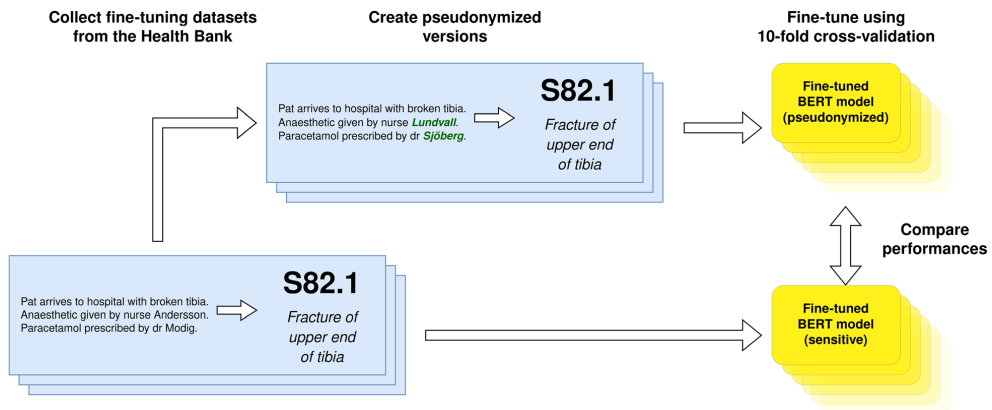 Collect fine-tuning datasets
from the Health Bank
Create pseudonymized
versions
Fine-tune using
10-fold cross-validation
Pat arrives to hospital with broken tibia.
Anaesthetic given by nurse Lundvall.
Paracetamol prescribed by dr Sjöberg.
S82.1
Fracture of
upper end
of tibia
Fine-tuned
BERT model
(pseudonymized)
Compare
performances
Pat arrives to hospital with broken tibia.
Anaesthetic given by nurse Andersson.
Paracetamol prescribed by dr Modig.
S82.1
Fracture of
upper end
of tibia
Fine-tuned
BERT model
(sensitive)